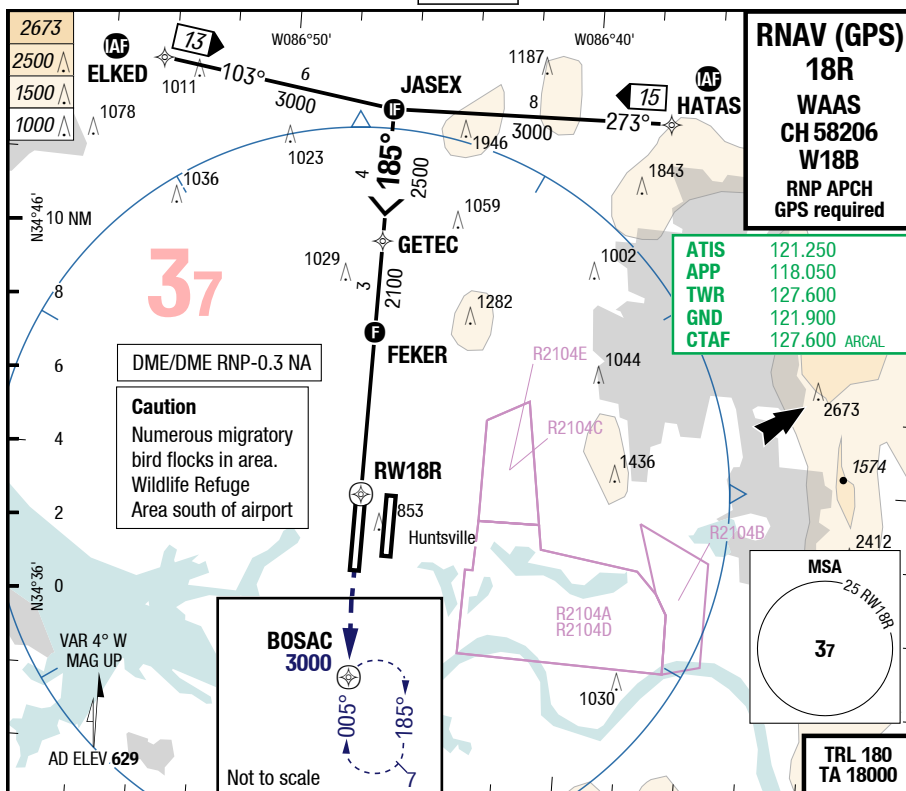 2673
2500
1500
1000
IAF
ELKED
13
W086°50'
W086°40'
1187
IAF
HATAS
15
1011
103°
6
3000
JASEX
IF
8
3000
273°
1078
1023
1946
1036
185°
4
2500
1843
N34°46'
10 NM
1059
GETEC
37
1029
1002
3
2100
8
1282
F
FEKER
6
R2104E
1044
DME/DME RNP-0.3 NA
2673
Caution
Numerous migratory
bird flocks in area.
Wildlife Refuge
Area south of airport
4
R2104C
RW18R
1436
1574
2
853
Huntsville
R2104B
2412
N34°36'
0
R2104A
R2104D
VAR 4° W
MAG UP
BOSAC
3000
1030
005°
185°
AD ELEV 629
7
Not to scale
RNAV (GPS)
18R
WAAS
CH 58206
W18B
RNP APCH
GPS required
ATIS 121.250
APP 118.050
TWR 127.600
GND 121.900
CTAF 127.600 ARCAL
MSA
25 RW18R
37
TRL 180
TA 18000